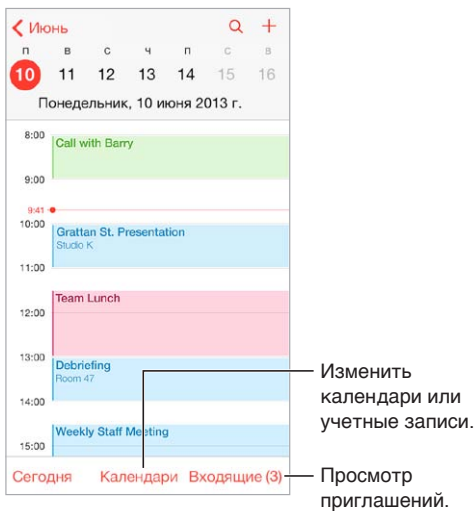 Июнь
п в с ч п с в
10 11 12 13 14 15 16
Понедельник, 10 июня 2013 г.
8:00
Call with Barry
9:00
9:41
10:00
Grattan St. Presentation
Studio K
11:00
Team Lunch
12:00
13:00
Debriefing
Room 47
14:00
Weekly Staff Meeting
15:00
Сегодня Календари Входящие (3)
Изменить
календари или
учетные записи.
Просмотр
приглашений.